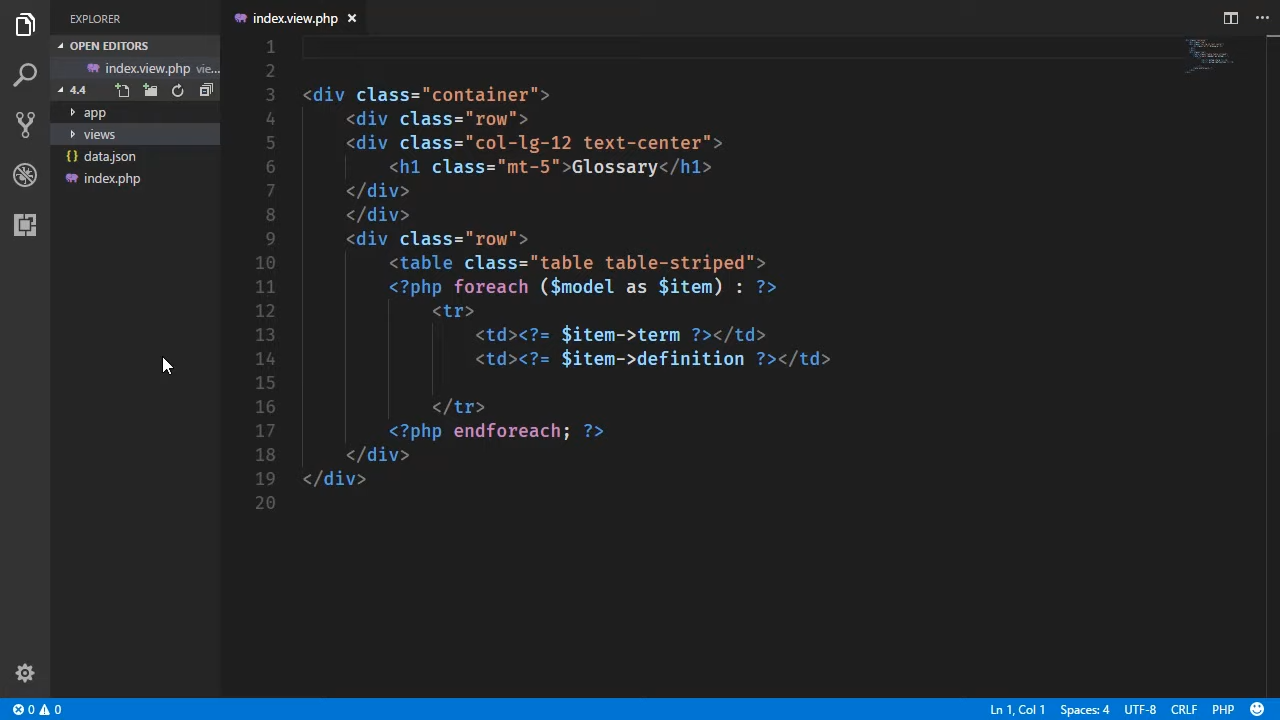 EXPLORER
OPEN EDITORS
index.view.php vie...
4.4
app
views
{} data.json
index.php
index.view.php ×
1
2
3 <div class="container">
4 <div class="row">
5 <div class="col-lg-12 text-center">
6 <h1 class="mt-5">Glossary</h1>
7 </div>
8 </div>
9 <div class="row">
10 <table class="table table-striped">
11 <?php foreach ($model as $item) : ?>
12 <tr>
13 <td><?= $item->term ?></td>
14 <td><?= $item->definition ?></td>
15
16 </tr>
17 <?php endforeach; ?>
18 </div>
19 </div>
20
0 0 Ln 1, Col 1 Spaces: 4 UTF-8 CRLF PHP